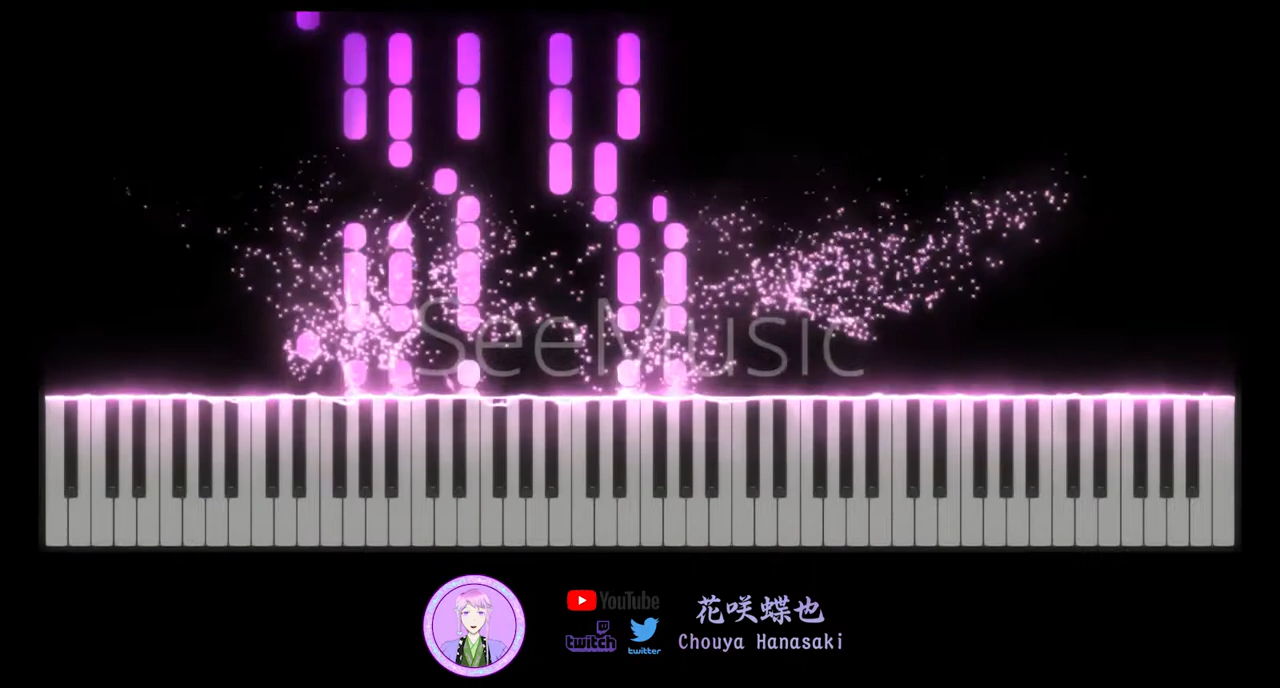 SeeMusic
YouTube
花咲蝶也
twitch
twitter
Chouya Hanasaki